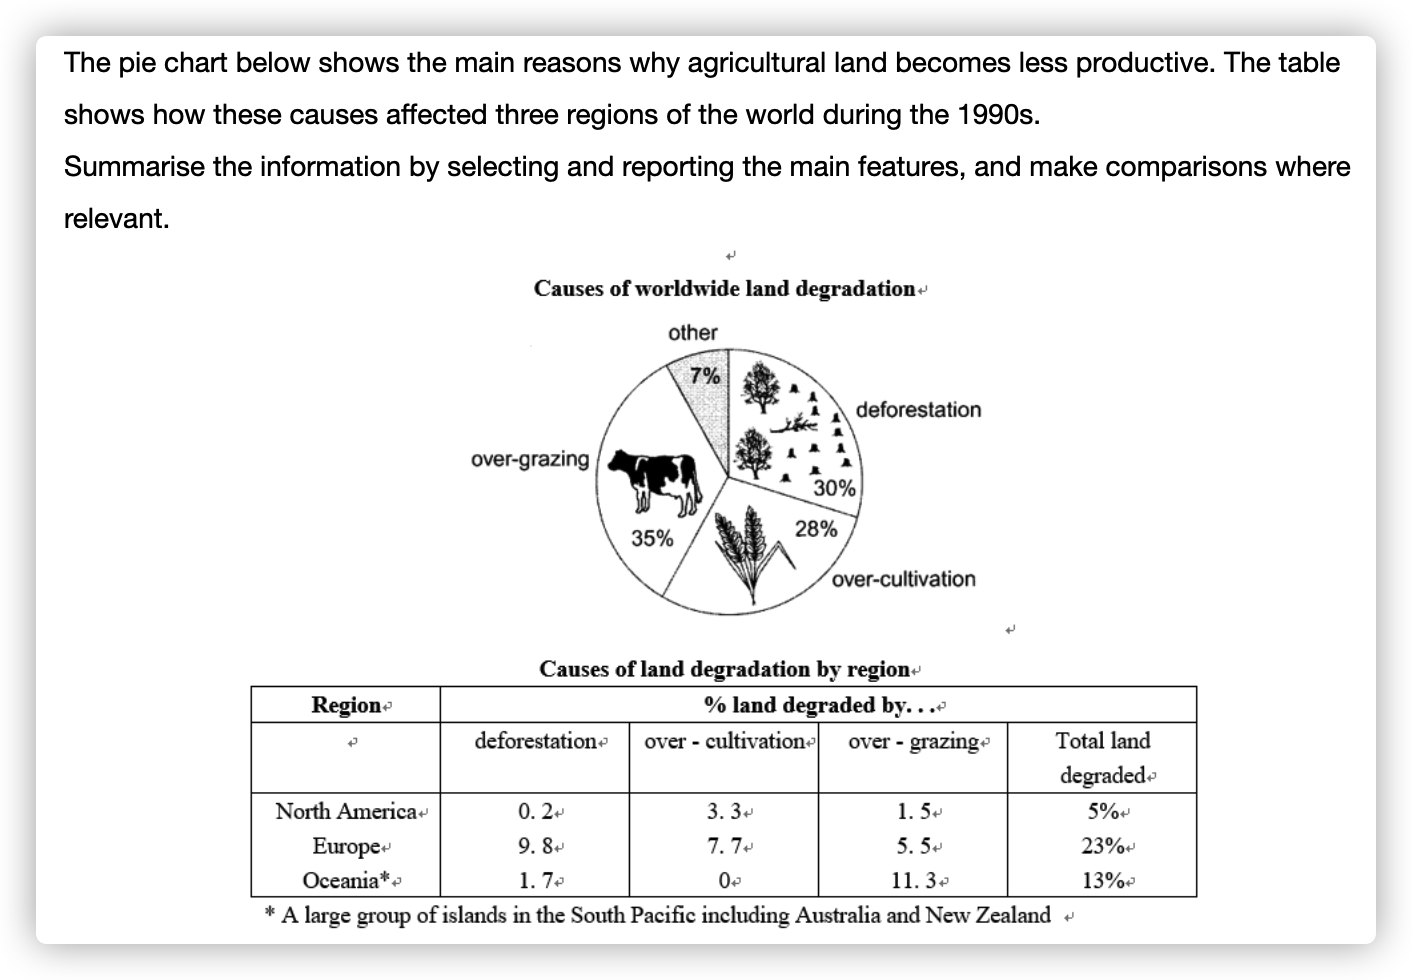 The pie chart below shows the main reasons why agricultural land becomes less productive. The table
shows how these causes affected three regions of the world during the 1990s.
Summarise the information by selecting and reporting the main features, and make comparisons where
relevant.
Causes of worldwide land degradation
other
7%
deforestation
over-grazing
30%
28%
35%
over-cultivation
Causes of land degradation by region
Region % land degraded by...
deforestation over - cultivation over - grazing Total land
degraded
North America 0. 2 3. 3 1. 5 5%
Europe 9. 8 7. 7 5. 5 23%
Oceania* 1. 7 0 11. 3 13%
* A large group of islands in the South Pacific including Australia and New Zealand